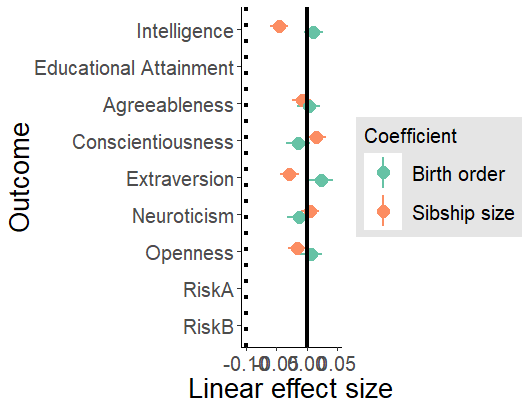 Intelligence
Educational Attainment
Agreeableness
Conscientiousness
Extraversion
Neuroticism
Openness
RiskA
RiskB
Outcome
-0.10 -0.05 0.00 0.05
Linear effect size
Coefficient
Birth order
Sibship size